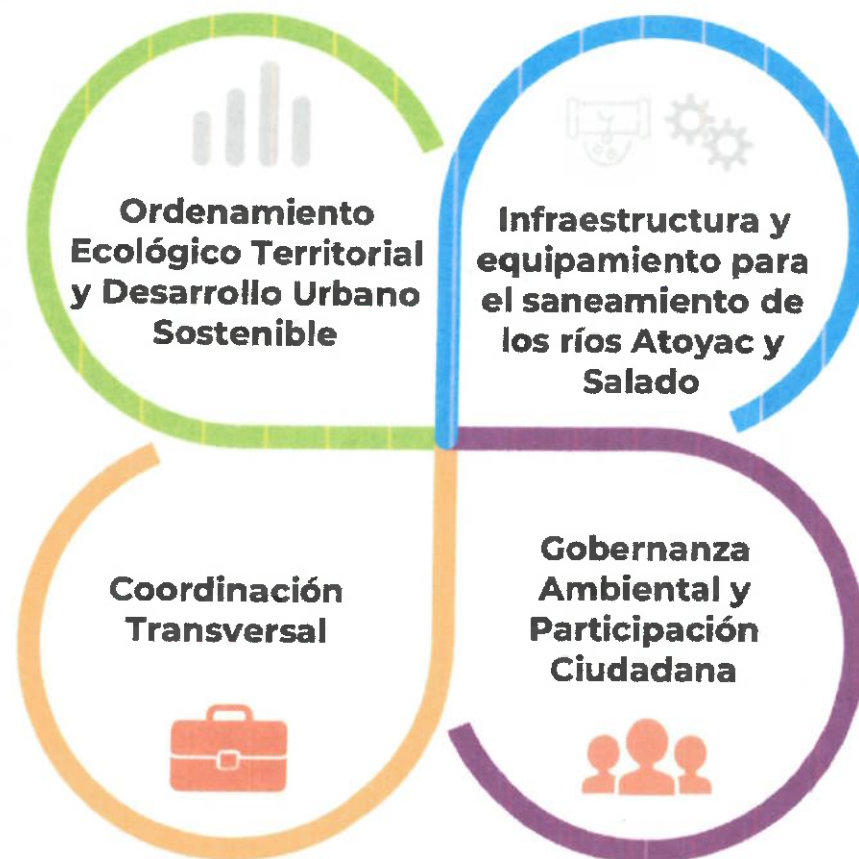 Ordenamiento
Ecológico Territorial
y Desarrollo Urbano
Sostenible
Infraestructura y
equipamiento para
el saneamiento de
los ríos Atoyac y
Salado
Coordinación
Transversal
Gobernanza
Ambiental y
Participación
Ciudadana